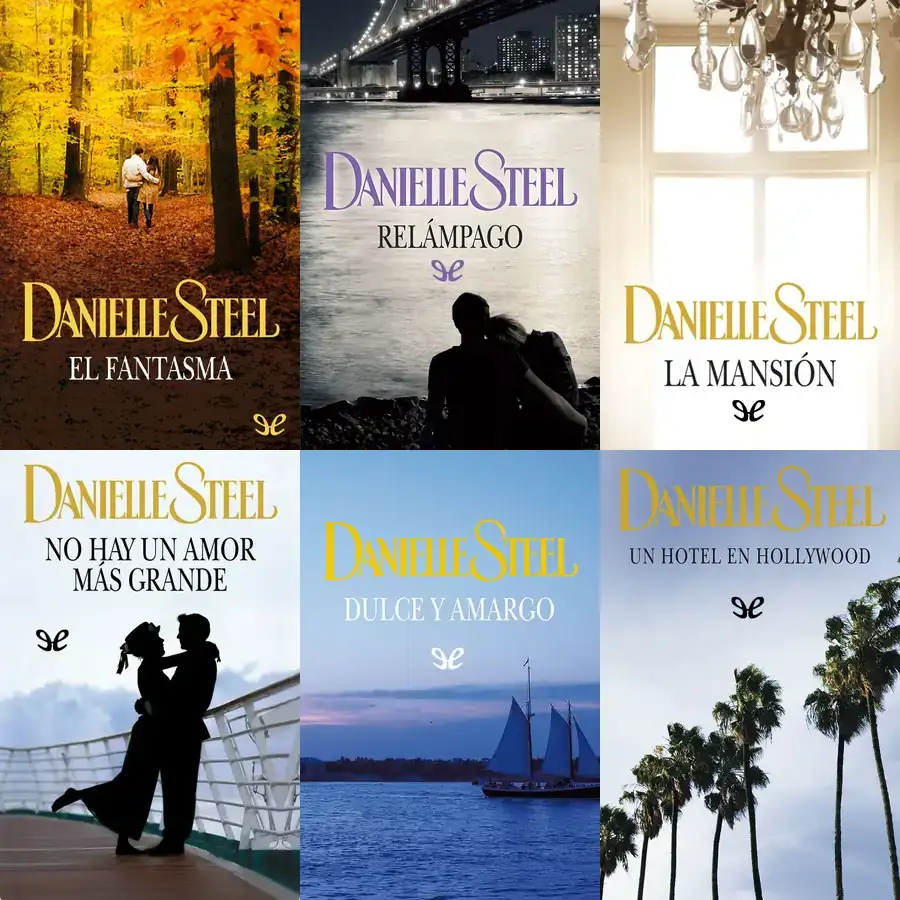 DANIELLE STEEL
EL FANTASMA
DANIELLE STEEL
RELÁMPAGO
DANIELLE STEEL
LA MANSIÓN
DANIELLE STEEL
NO HAY UN AMOR
MÁS GRANDE
DANIELLE STEEL
DULCE Y AMARGO
DANIELLE STEEL
UN HOTEL EN HOLLYWOOD